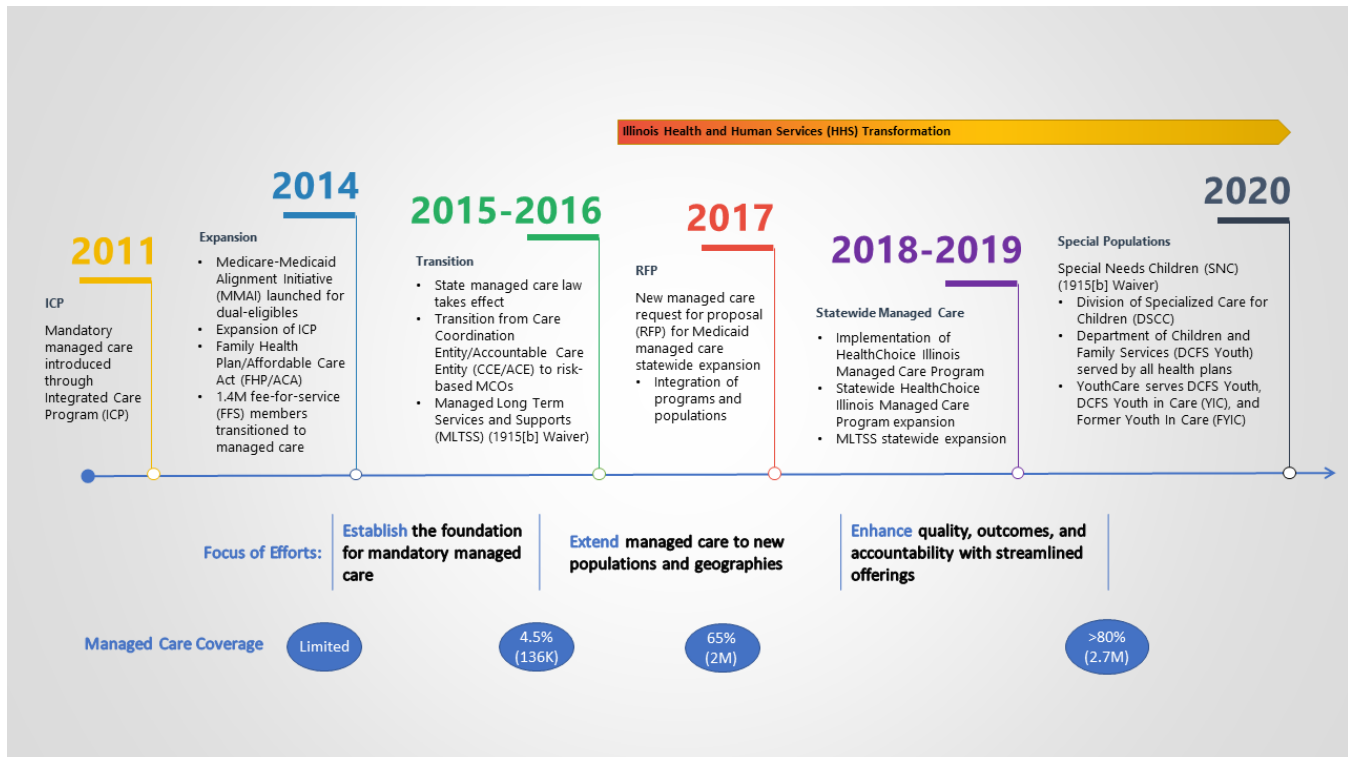 Illinois Health and Human Services (HHS) Transformation
2011
ICP
Mandatory
managed care
introduced
through
Integrated Care
Program (ICP)
2014
Expansion
• Medicare-Medicaid
Alignment Initiative
(MMAI) launched for
dual-eligibles
• Expansion of ICP
• Family Health
Plan/Affordable Care
Act (FHP/ACA)
• 1.4M fee-for-service
(FFS) members
transitioned to
managed care
2015-2016
Transition
• State managed care law
takes effect
• Transition from Care
Coordination
Entity/Accountable Care
Entity (CCE/ACE) to risk-
based MCOs
• Managed Long Term
Services and Supports
(MLTSS) (1915[b] Waiver)
2017
RFP
New managed care
request for proposal
(RFP) for Medicaid
managed care
statewide expansion
• Integration of
programs and
populations
2018-2019
Statewide Managed Care
• Implementation of
HealthChoice Illinois
Managed Care Program
• Statewide HealthChoice
Illinois Managed Care
Program expansion
• MLTSS statewide expansion
2020
Special Populations
Special Needs Children (SNC)
(1915[b] Waiver)
• Division of Specialized Care for
Children (DSCC)
• Department of Children and
Family Services (DCFS Youth)
served by all health plans
• YouthCare serves DCFS Youth,
DCFS Youth in Care (YIC), and
Former Youth In Care (FYIC)
Focus of Efforts:
Establish the foundation
for mandatory managed
care
Extend managed care to new
populations and geographies
Enhance quality, outcomes, and
accountability with streamlined
offerings
Managed Care Coverage
Limited
4.5%
(136K)
65%
(2M)
>80%
(2.7M)